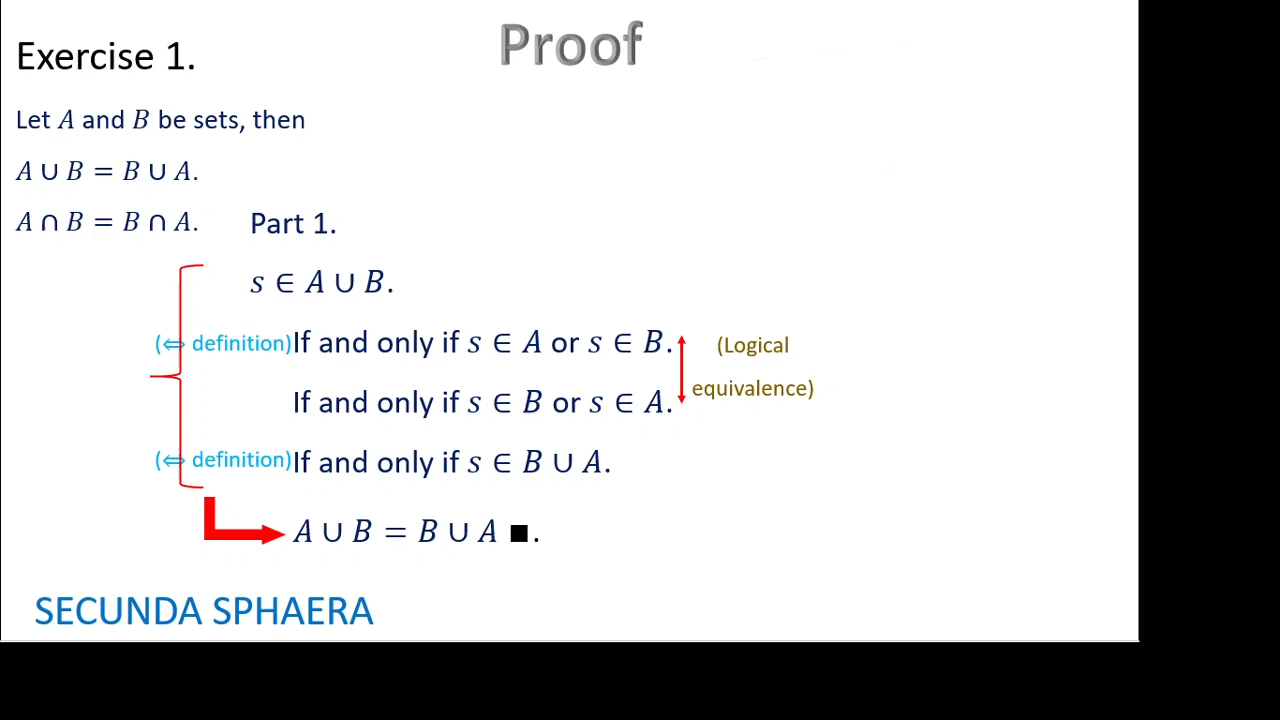 Proof
Exercise 1.
Let A and B be sets, then
A ∪ B = B ∪ A.
A ∩ B = B ∩ A.
Part 1.
s ∈ A ∪ B.
(⇔ definition) If and only if s ∈ A or s ∈ B.
(Logical
equivalence)
If and only if s ∈ B or s ∈ A.
(⇔ definition) If and only if s ∈ B ∪ A.
A ∪ B = B ∪ A ■.
SECUNDA SPHAERA